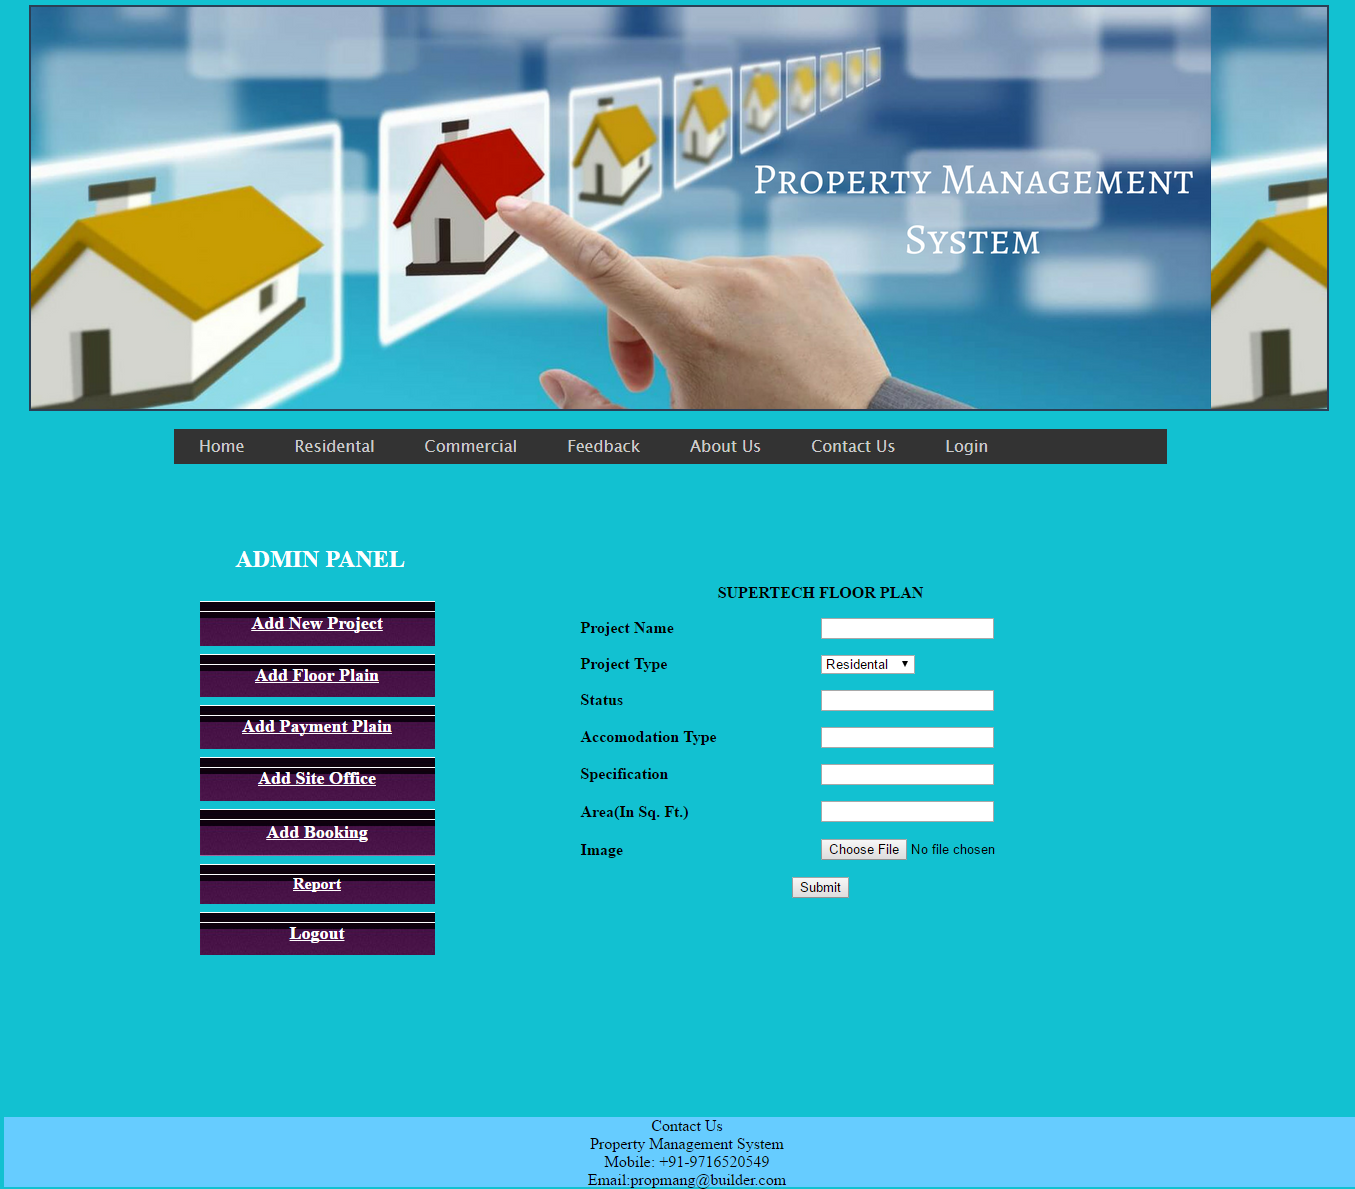 Property Management
System
Home Residental Commercial Feedback About Us Contact Us Login
ADMIN PANEL
Add New Project
Add Floor Plain
Add Payment Plain
Add Site Office
Add Booking
Report
Logout
SUPERTECH FLOOR PLAN
Project Name
Project Type Residental
Status
Accomodation Type
Specification
Area(In Sq. Ft.)
Image Choose File No file chosen
Submit
Contact Us
Property Management System
Mobile: +91-9716520549
Email:propmang@builder.com